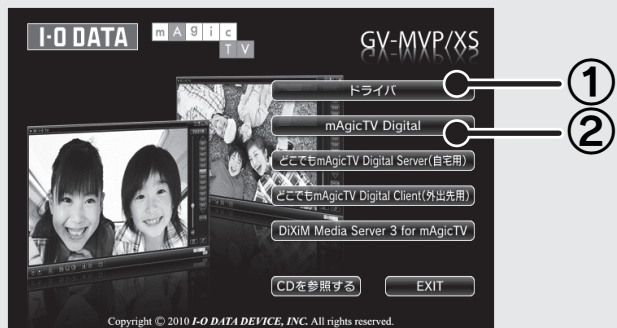 I-O DATA
mAgic
TV
GV-MVP/XS
ドライバ
①
mAgicTV Digital
②
どこでもmAgicTV Digital Server(自宅用)
どこでもmAgicTV Digital Client(外出先用)
DiXiM Media Server 3 for mAgicTV
CDを参照する
EXIT
Copyright © 2010 I-O DATA DEVICE, INC. All rights reserved.